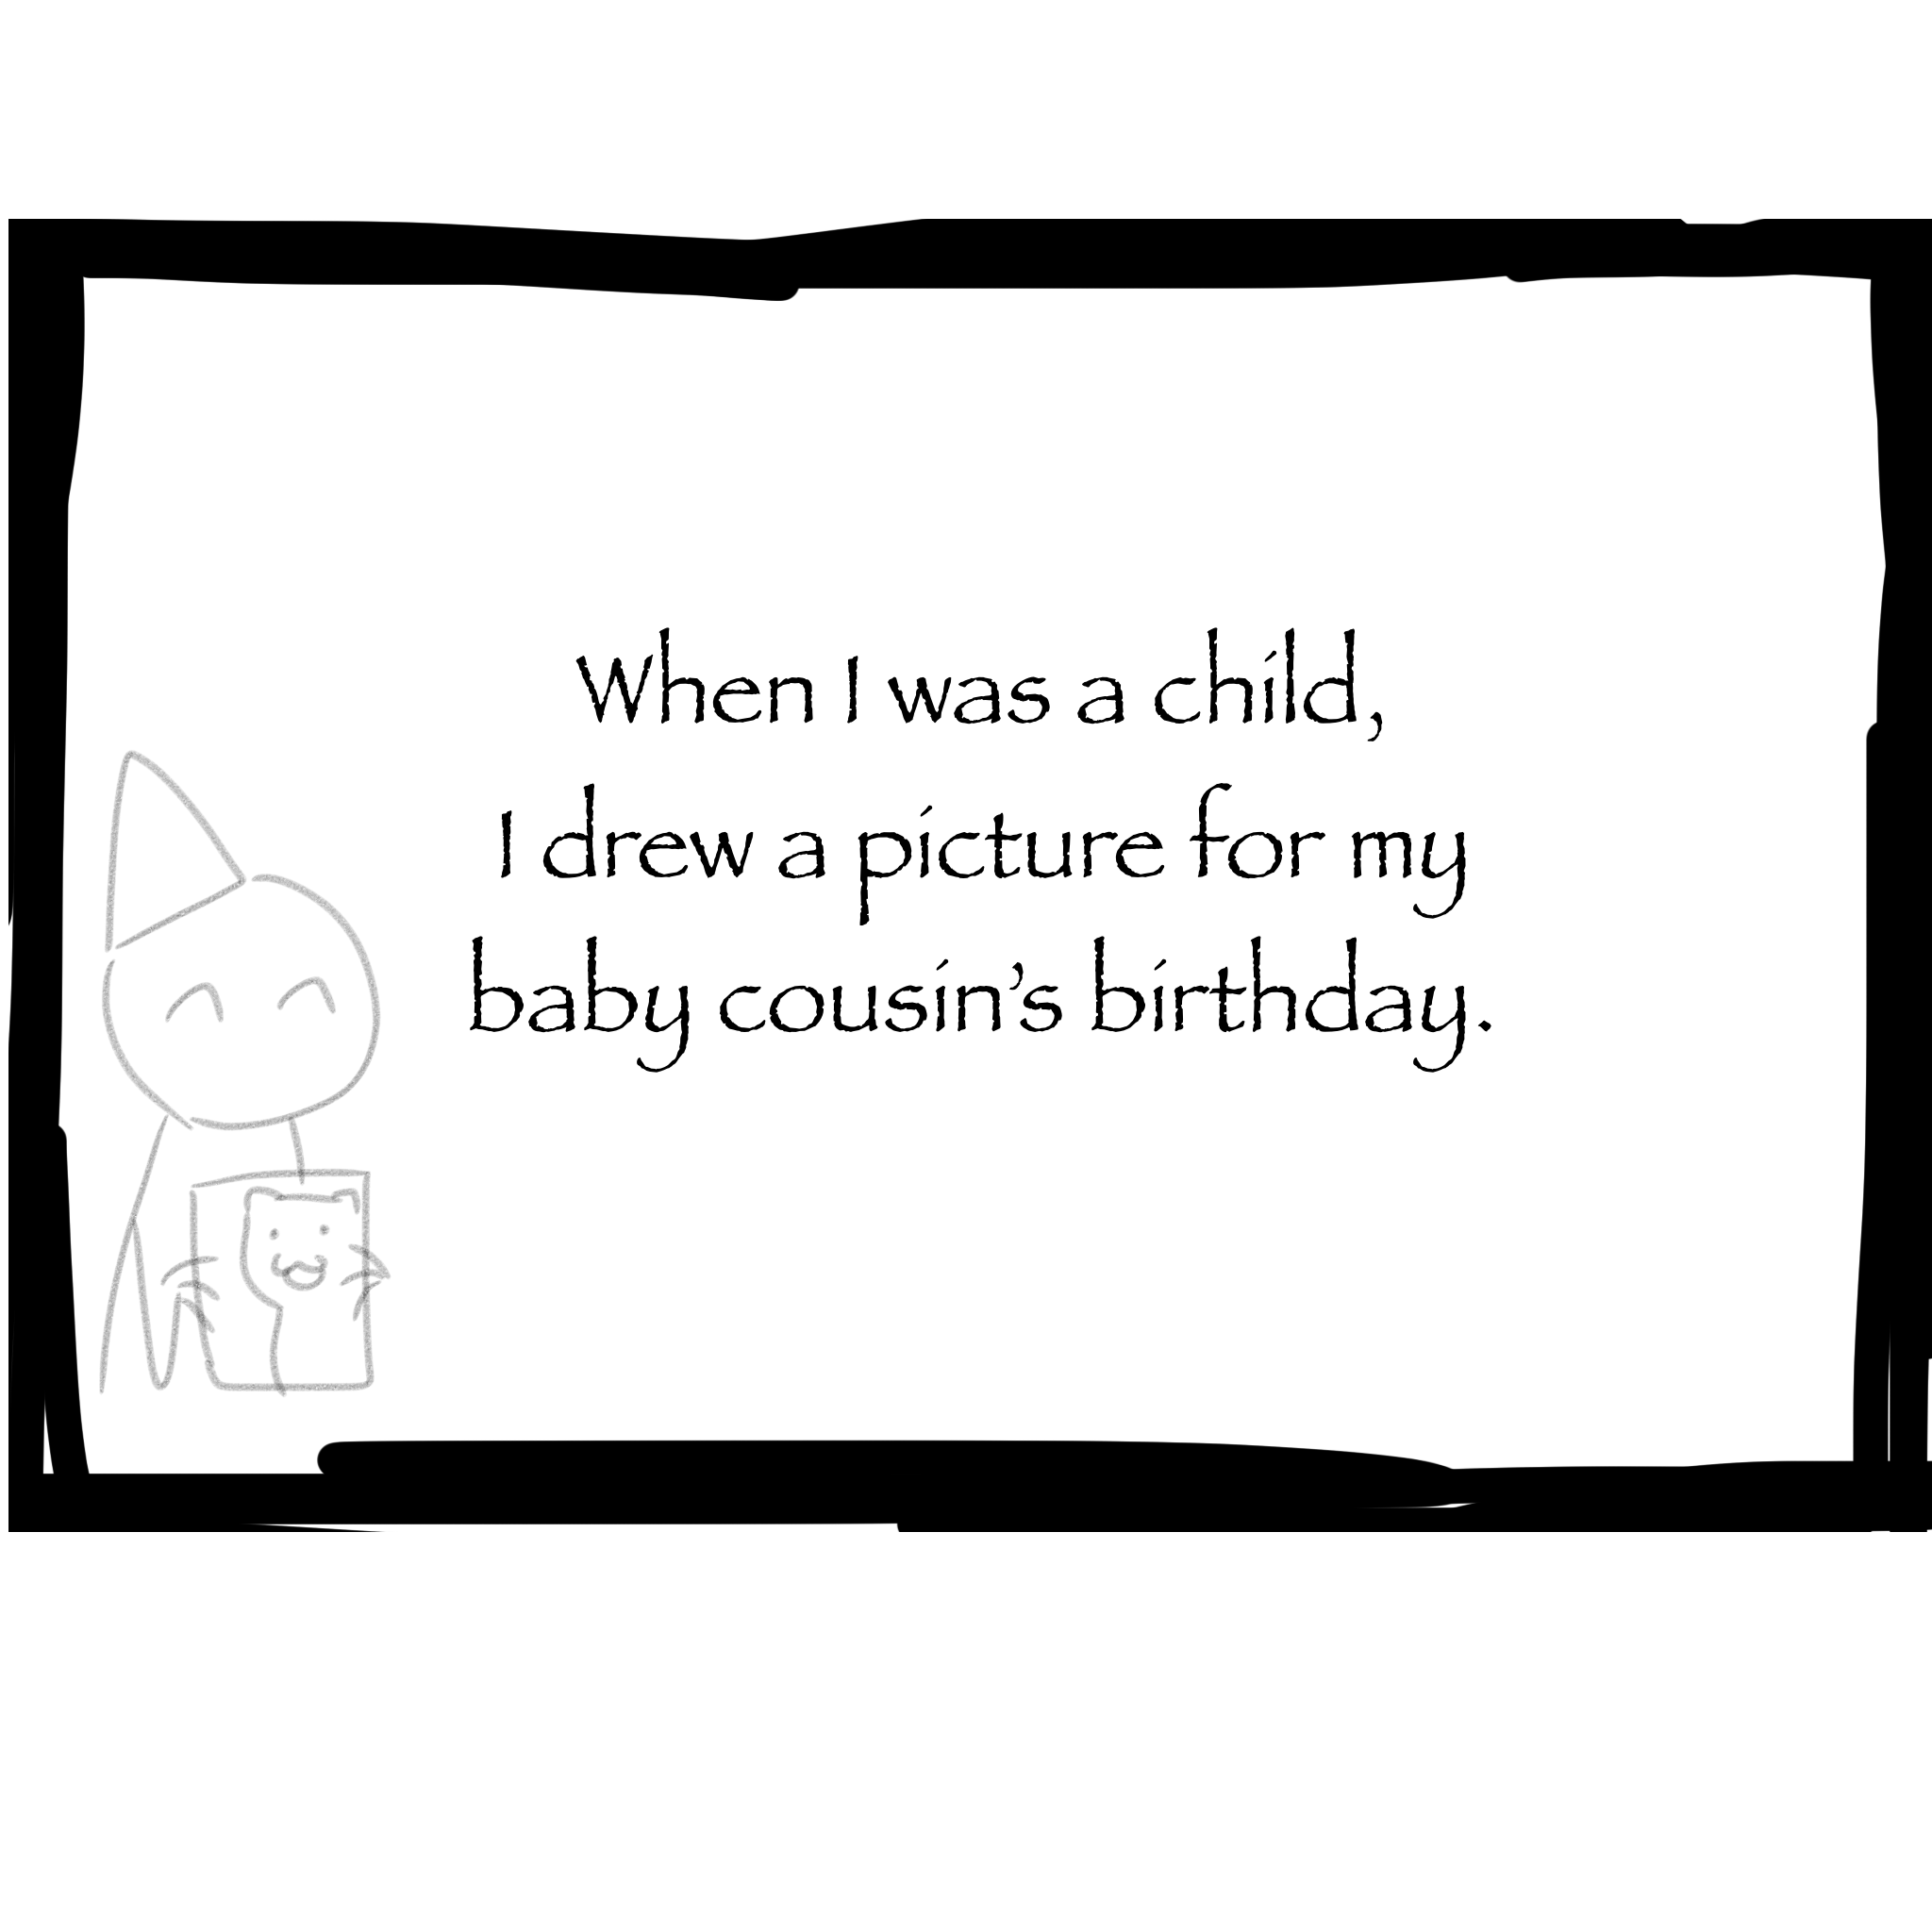 When I was a child,
I drew a picture for my
baby cousin's birthday.